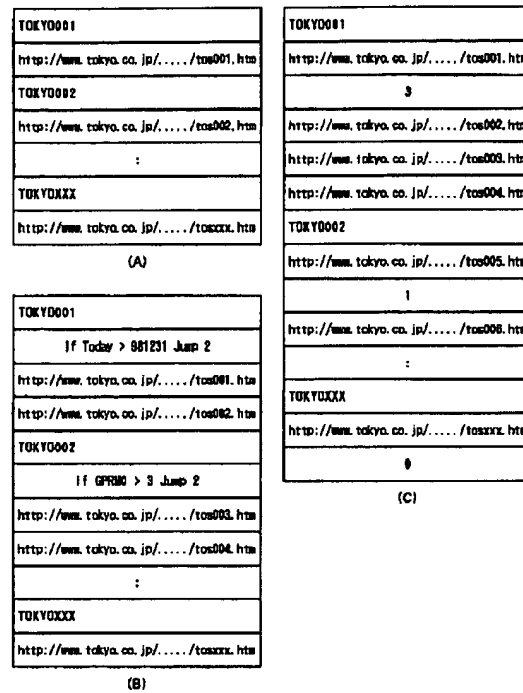 TOKYO001
http://www.tokyo.co.jp/...../tos001.htm
TOKYO002
http://www.tokyo.co.jp/...../tos002.htm
:
TOKYOXXX
http://www.tokyo.co.jp/...../tosxxx.htm
(A)
TOKYO001
If Today > 981231 Jump 2
http://www.tokyo.co.jp/...../tos001.htm
http://www.tokyo.co.jp/...../tos002.htm
TOKYO002
If GPRM0 > 3 Jump 2
http://www.tokyo.co.jp/...../tos003.htm
http://www.tokyo.co.jp/...../tos004.htm
:
TOKYOXXX
http://www.tokyo.co.jp/...../tosxxx.htm
(B)
TOKYO001
http://www.tokyo.co.jp/...../tos001.htm
3
http://www.tokyo.co.jp/...../tos002.htm
http://www.tokyo.co.jp/...../tos003.htm
http://www.tokyo.co.jp/...../tos004.htm
TOKYO002
http://www.tokyo.co.jp/...../tos005.htm
1
http://www.tokyo.co.jp/...../tos006.htm
:
TOKYOXXX
http://www.tokyo.co.jp/...../tosxxx.htm
0
(C)